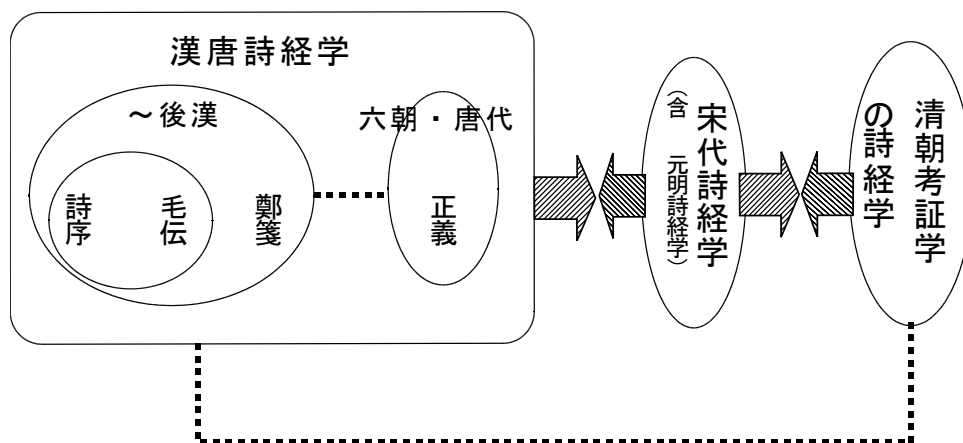 漢唐詩経学
～後漢
詩序
毛伝
鄭箋
六朝・唐代
正義
宋代詩経学
（含　元明詩経学）
清朝考証学
の詩経学